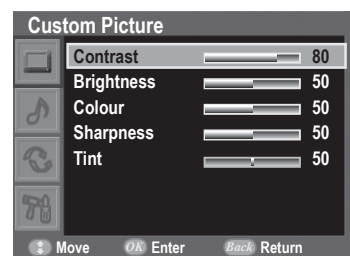 Custom Picture
Contrast 80
Brightness 50
Colour 50
Sharpness 50
Tint 50
Move OK Enter Back Return